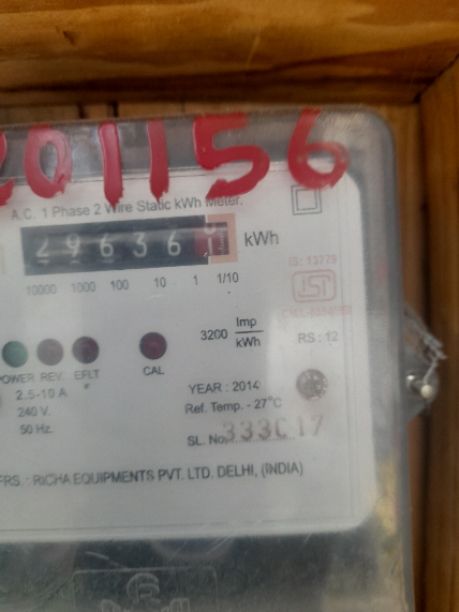 201156
A.C. 1 Phase 2 Wire Static kWh Meter.
29636 kWh
10000 1000 100 10 1 1/10
IS: 13779
ISI
3200 Imp/kWh
RS : 12
POWER REV. EFLT CAL
2.5-10 A
240 V.
50 Hz.
YEAR : 2014
Ref. Temp. - 27°C
SL. No. 333C17
FRS. : RICHA EQUIPMENTS PVT. LTD. DELHI, (INDIA)